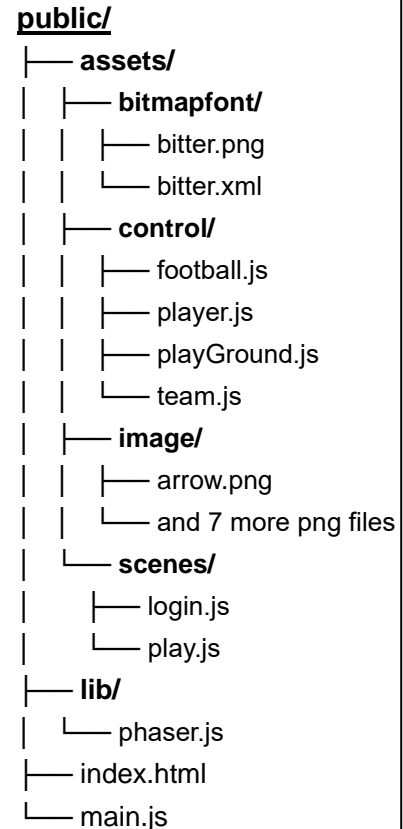 public/
├── assets/
│   ├── bitmapfont/
│   │   ├── bitter.png
│   │   └── bitter.xml
│   ├── control/
│   │   ├── football.js
│   │   ├── player.js
│   │   ├── playGround.js
│   │   └── team.js
│   ├── image/
│   │   ├── arrow.png
│   │   └── and 7 more png files
│   └── scenes/
│       ├── login.js
│       └── play.js
├── lib/
│   └── phaser.js
├── index.html
└── main.js